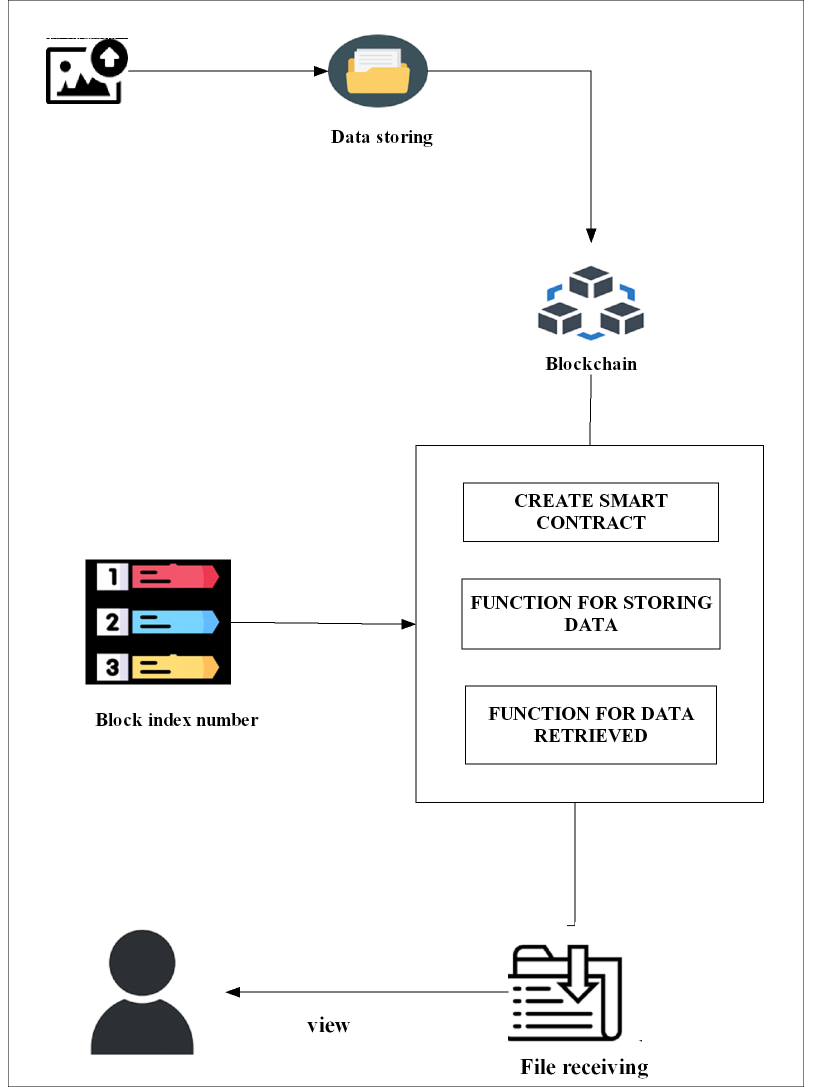 Data storing
Blockchain
CREATE SMART
CONTRACT
FUNCTION FOR STORING
DATA
1
2
3
Block index number
FUNCTION FOR DATA
RETRIEVED
view
File receiving